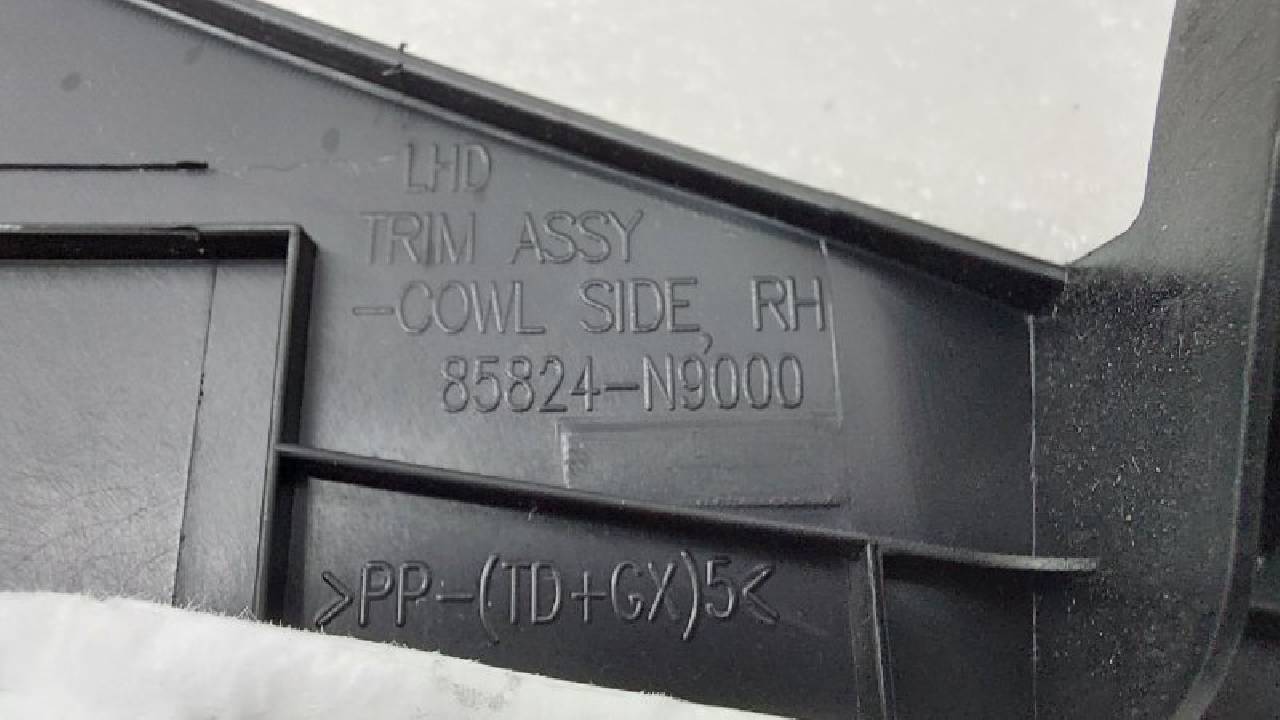 LHD
TRIM ASSY
-COWL SIDE, RH
85824-N9000
>PP-(TD+GX)5<